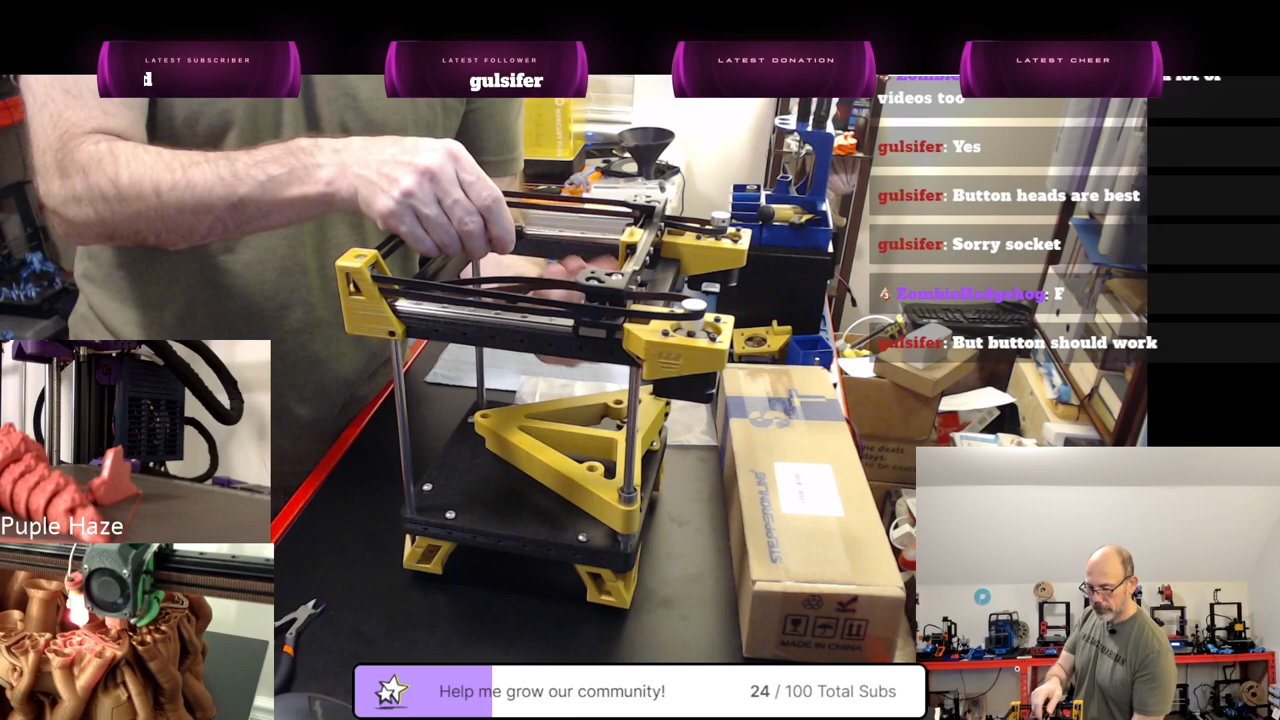 LATEST SUBSCRIBER
d
LATEST FOLLOWER
gulsifer
LATEST DONATION
LATEST CHEER
videos too
gulsifer: Yes
gulsifer: Button heads are best
gulsifer: Sorry socket
ZombieHedgehog: F
gulsifer: But button should work
Puple Haze
STEPPERONLINE
MADE IN CHINA
Help me grow our community!
24 / 100 Total Subs